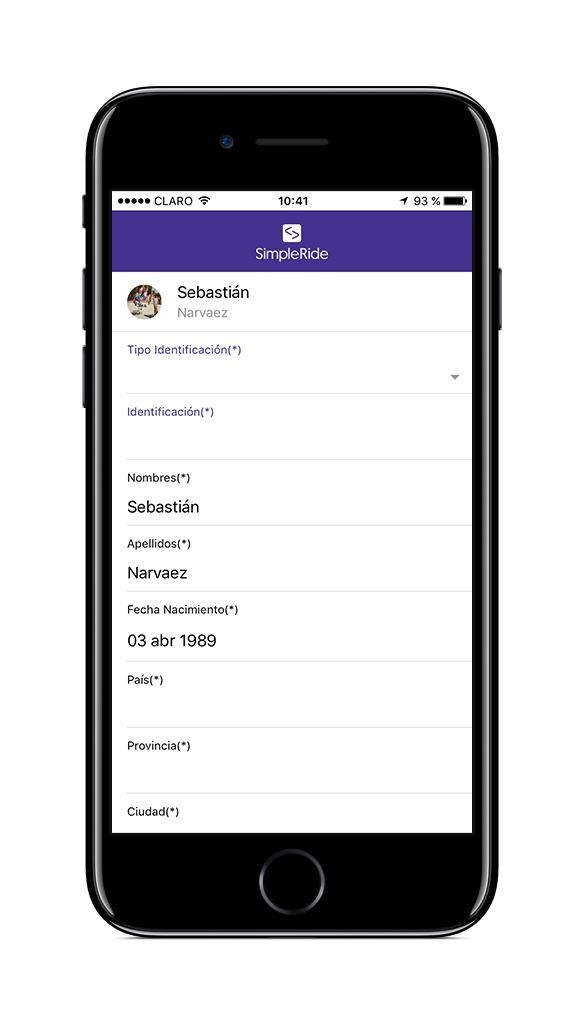 CLARO 10:41 93 %
SimpleRide
Sebastián
Narvaez
Tipo Identificación(*)
Identificación(*)
Nombres(*)
Sebastián
Apellidos(*)
Narvaez
Fecha Nacimiento(*)
03 abr 1989
País(*)
Provincia(*)
Ciudad(*)